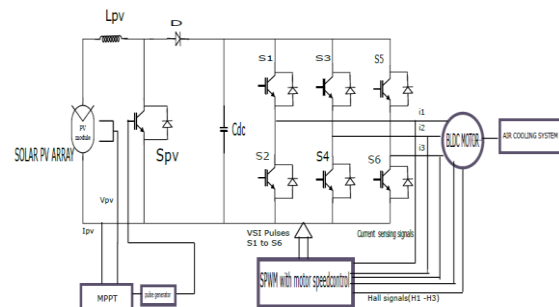 Lpv
D
S1
S3
S5
PV
module
SOLAR PV ARRAY
Spv
Cdc
i1
i2
i3
BLDC MOTOR
AIR COOLING SYSTEM
S2
S4
S6
Vpv
Ipv
VSI Pulses
S1 to S6
Current sensing signals
MPPT
pulse generator
SPWM with motor speedcontrol
Hall signals(H1 -H3)